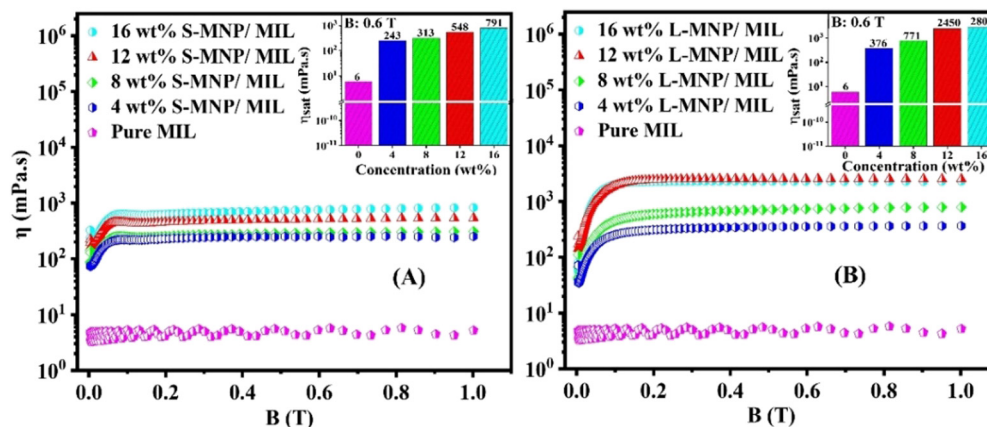 10⁶
10⁵
10⁴
10³
10²
10¹
10⁰
η (mPa.s)
16 wt% S-MNP/ MIL
12 wt% S-MNP/ MIL
8 wt% S-MNP/ MIL
4 wt% S-MNP/ MIL
Pure MIL
B: 0.6 T
791
548
313
243
6
10³
10¹
10⁻¹⁰
10⁻¹¹
ηsat (mPa.s)
0 4 8 12 16
Concentration (wt%)
(A)
0.0 0.2 0.4 0.6 0.8 1.0
B (T)
10⁶
10⁵
10⁴
10³
10²
10¹
10⁰
16 wt% L-MNP/ MIL
12 wt% L-MNP/ MIL
8 wt% L-MNP/ MIL
4 wt% L-MNP/ MIL
Pure MIL
B: 0.6 T
2450
280
771
376
6
10³
10¹
10⁻¹⁰
10⁻¹¹
ηsat (mPa.s)
0 4 8 12 16
Concentration (wt%)
(B)
0.0 0.2 0.4 0.6 0.8 1.0
B (T)